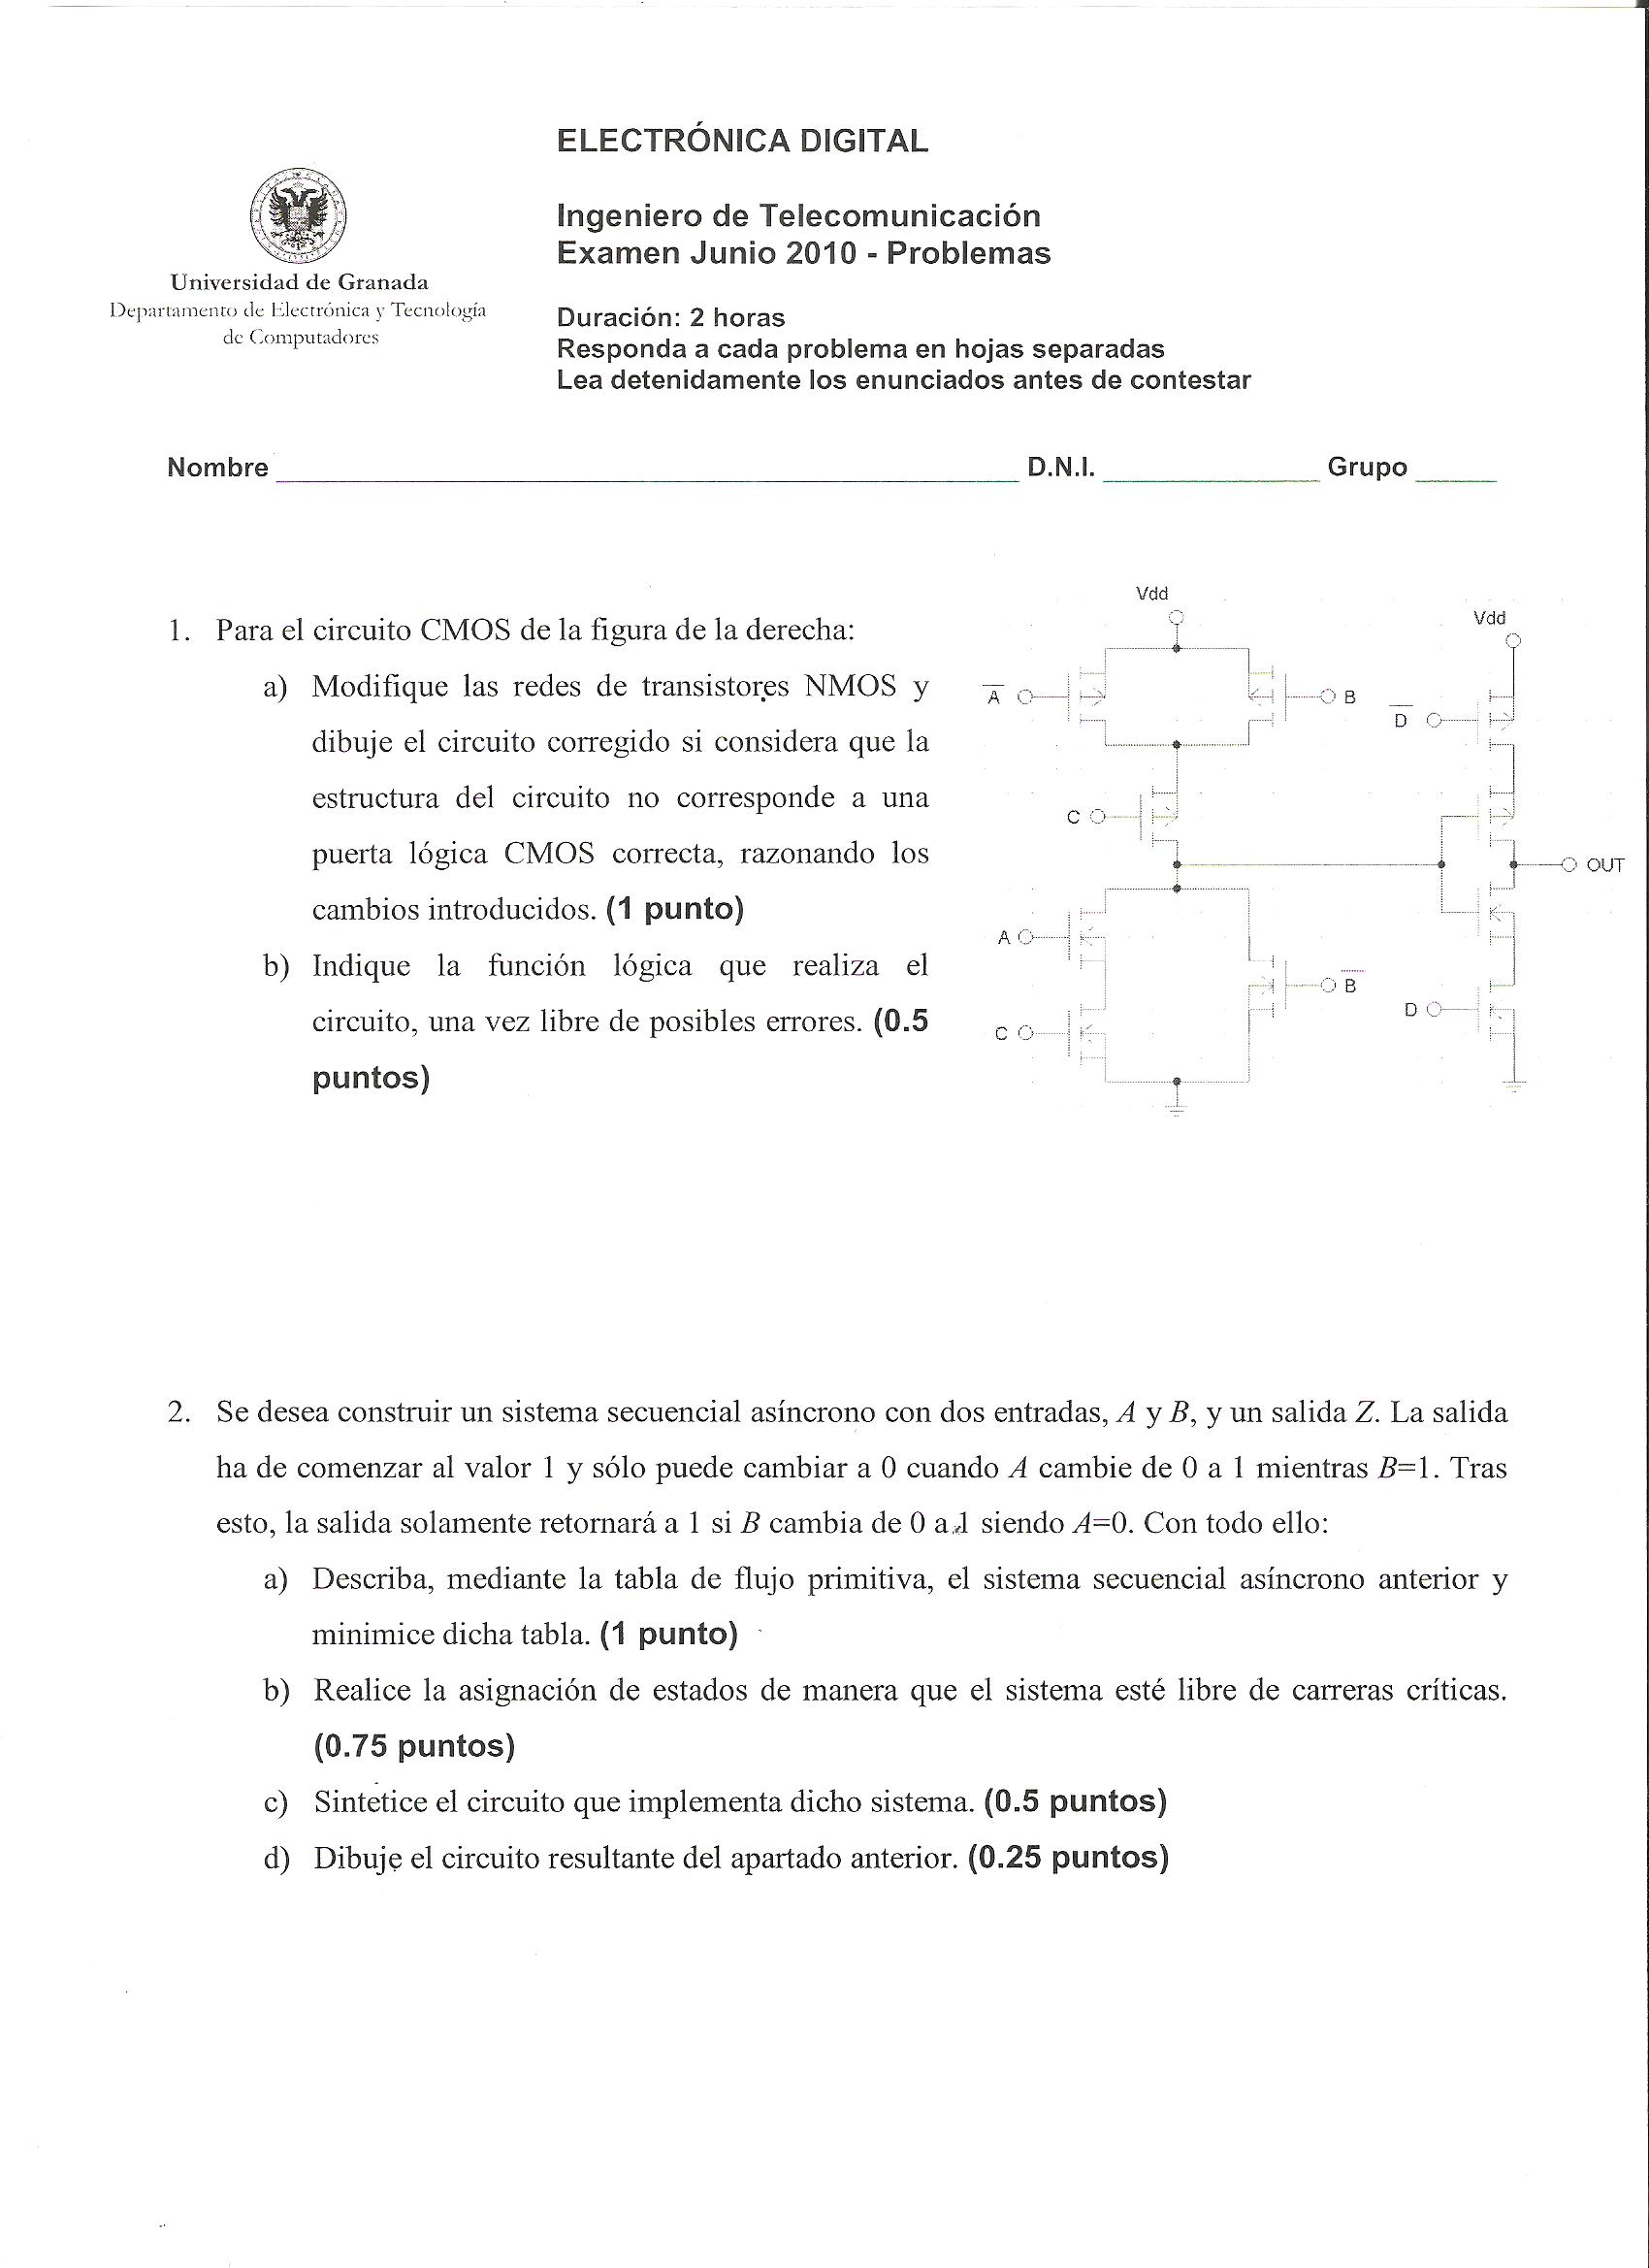 ELECTRÓNICA DIGITAL
Ingeniero de Telecomunicación
Examen Junio 2010 - Problemas
Universidad de Granada
Departamento de Electrónica y Tecnología
de Computadores
Duración: 2 horas
Responda a cada problema en hojas separadas
Lea detenidamente los enunciados antes de contestar
Nombre D.N.I. Grupo
1. Para el circuito CMOS de la figura de la derecha:
a) Modifique las redes de transistores NMOS y
dibuje el circuito corregido si considera que la
estructura del circuito no corresponde a una
puerta lógica CMOS correcta, razonando los
cambios introducidos. (1 punto)
b) Indique la función lógica que realiza el
circuito, una vez libre de posibles errores. (0.5
puntos)
Vdd
Vdd
A̅
B
D̅
C
OUT
A
B̅
D
C
2. Se desea construir un sistema secuencial asíncrono con dos entradas, A y B, y un salida Z. La salida
ha de comenzar al valor 1 y sólo puede cambiar a 0 cuando A cambie de 0 a 1 mientras B=1. Tras
esto, la salida solamente retornará a 1 si B cambia de 0 a 1 siendo A=0. Con todo ello:
a) Describa, mediante la tabla de flujo primitiva, el sistema secuencial asíncrono anterior y
minimice dicha tabla. (1 punto)
b) Realice la asignación de estados de manera que el sistema esté libre de carreras críticas.
(0.75 puntos)
c) Sintetice el circuito que implementa dicho sistema. (0.5 puntos)
d) Dibuje el circuito resultante del apartado anterior. (0.25 puntos)